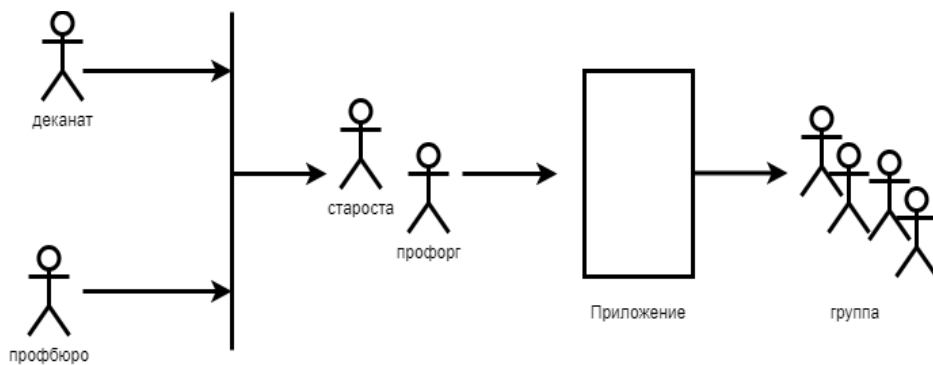 деканат
староста
профорг
Приложение
группа
профбюро